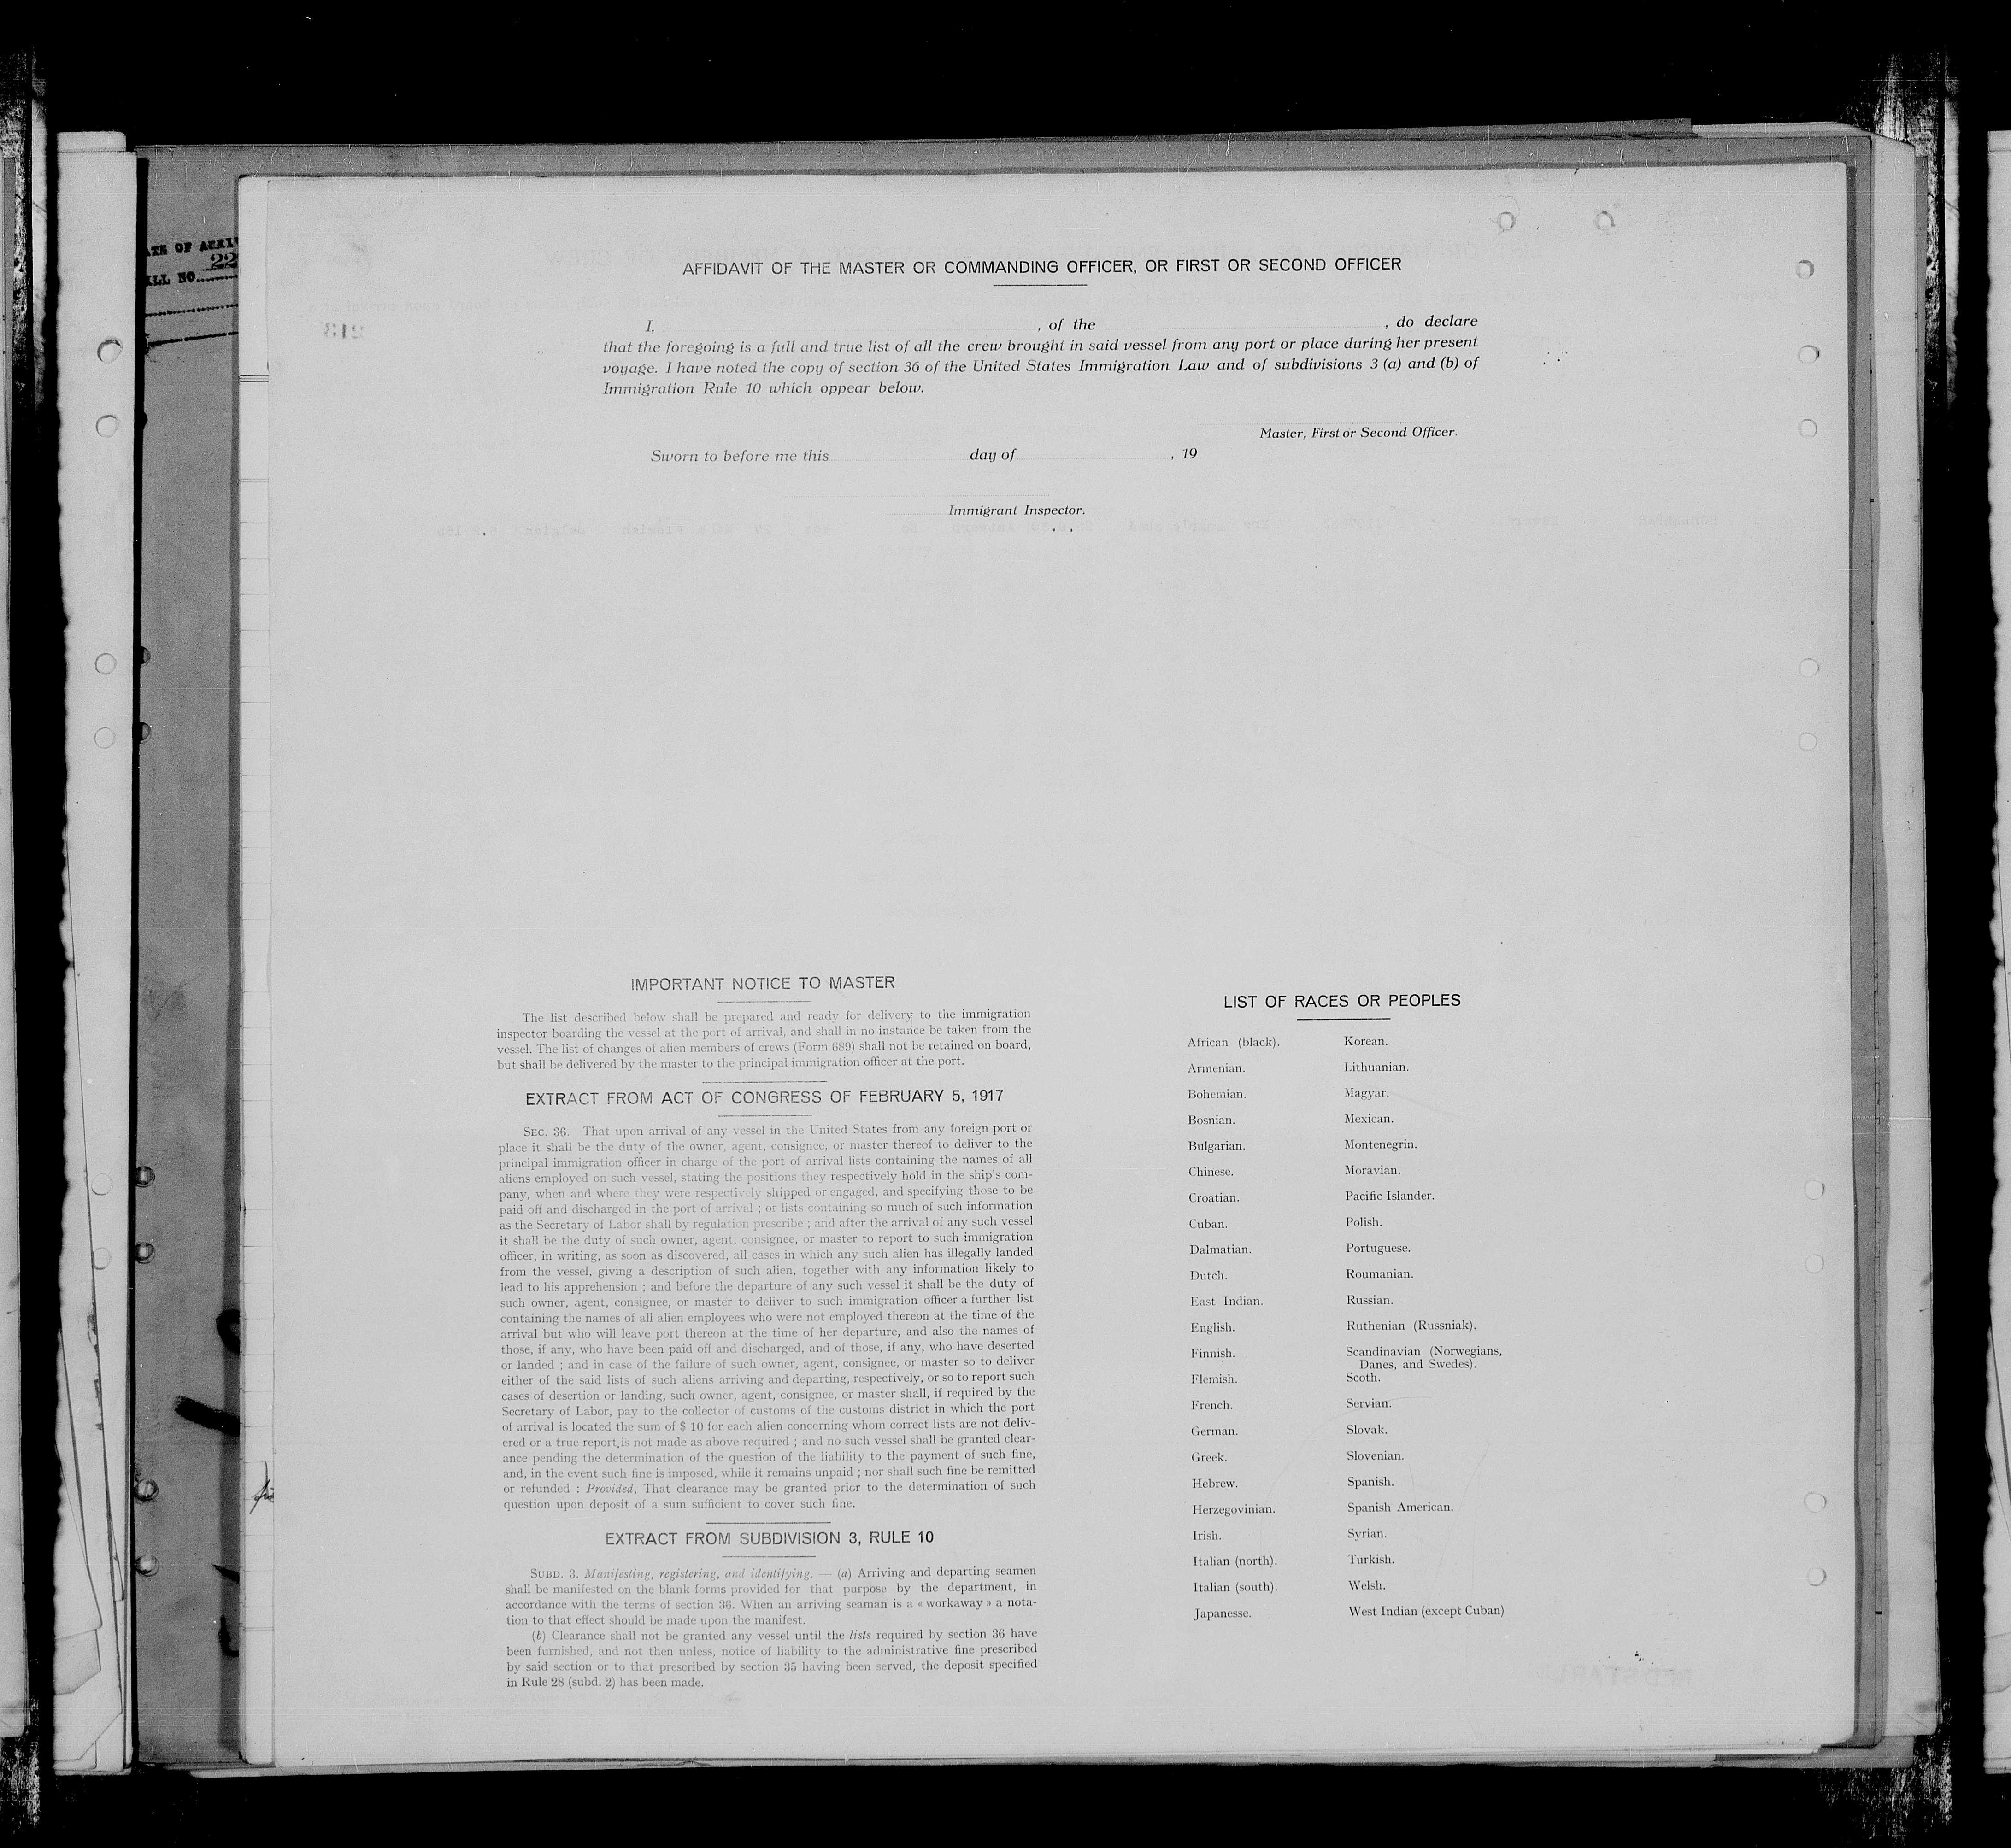 ATE OF ARRIV
22
ILL NO.
AFFIDAVIT OF THE MASTER OR COMMANDING OFFICER, OR FIRST OR SECOND OFFICER
I, , of the , do declare
that the foregoing is a full and true list of all the crew brought in said vessel from any port or place during her present
voyage. I have noted the copy of section 36 of the United States Immigration Law and of subdivisions 3 (a) and (b) of
Immigration Rule 10 which oppear below.
Master, First or Second Officer.
Sworn to before me this day of , 19
Immigrant Inspector.
213
IMPORTANT NOTICE TO MASTER
The list described below shall be prepared and ready for delivery to the immigration
inspector boarding the vessel at the port of arrival, and shall in no instance be taken from the
vessel. The list of changes of alien members of crews (Form 689) shall not be retained on board,
but shall be delivered by the master to the principal immigration officer at the port.
EXTRACT FROM ACT OF CONGRESS OF FEBRUARY 5, 1917
SEC. 36. That upon arrival of any vessel in the United States from any foreign port or
place it shall be the duty of the owner, agent, consignee, or master thereof to deliver to the
principal immigration officer in charge of the port of arrival lists containing the names of all
aliens employed on such vessel, stating the positions they respectively hold in the ship's com-
pany, when and where they were respectively shipped or engaged, and specifying those to be
paid off and discharged in the port of arrival ; or lists containing so much of such information
as the Secretary of Labor shall by regulation prescribe ; and after the arrival of any such vessel
it shall be the duty of such owner, agent, consignee, or master to report to such immigration
officer, in writing, as soon as discovered, all cases in which any such alien has illegally landed
from the vessel, giving a description of such alien, together with any information likely to
lead to his apprehension ; and before the departure of any such vessel it shall be the duty of
such owner, agent, consignee, or master to deliver to such immigration officer a further list
containing the names of all alien employees who were not employed thereon at the time of the
arrival but who will leave port thereon at the time of her departure, and also the names of
those, if any, who have been paid off and discharged, and of those, if any, who have deserted
or landed ; and in case of the failure of such owner, agent, consignee, or master so to deliver
either of the said lists of such aliens arriving and departing, respectively, or so to report such
cases of desertion or landing, such owner, agent, consignee, or master shall, if required by the
Secretary of Labor, pay to the collector of customs of the customs district in which the port
of arrival is located the sum of $ 10 for each alien concerning whom correct lists are not deliv-
ered or a true report is not made as above required ; and no such vessel shall be granted clear-
ance pending the determination of the question of the liability to the payment of such fine,
and, in the event such fine is imposed, while it remains unpaid ; nor shall such fine be remitted
or refunded : Provided, That clearance may be granted prior to the determination of such
question upon deposit of a sum sufficient to cover such fine.
EXTRACT FROM SUBDIVISION 3, RULE 10
SUBD. 3. Manifesting, registering, and identifying. — (a) Arriving and departing seamen
shall be manifested on the blank forms provided for that purpose by the department, in
accordance with the terms of section 36. When an arriving seaman is a « workaway » a nota-
tion to that effect should be made upon the manifest.
(b) Clearance shall not be granted any vessel until the lists required by section 36 have
been furnished, and not then unless, notice of liability to the administrative fine prescribed
by said section or to that prescribed by section 35 having been served, the deposit specified
in Rule 28 (subd. 2) has been made.
LIST OF RACES OR PEOPLES
African (black). Korean.
Armenian. Lithuanian.
Bohemian. Magyar.
Bosnian. Mexican.
Bulgarian. Montenegrin.
Chinese. Moravian.
Croatian. Pacific Islander.
Cuban. Polish.
Dalmatian. Portuguese.
Dutch. Roumanian.
East Indian. Russian.
English. Ruthenian (Russniak).
Finnish. Scandinavian (Norwegians,
Danes, and Swedes).
Flemish. Scoth.
French. Servian.
German. Slovak.
Greek. Slovenian.
Hebrew. Spanish.
Herzegovinian. Spanish American.
Irish. Syrian.
Italian (north). Turkish.
Italian (south). Welsh.
Japanesse. West Indian (except Cuban)